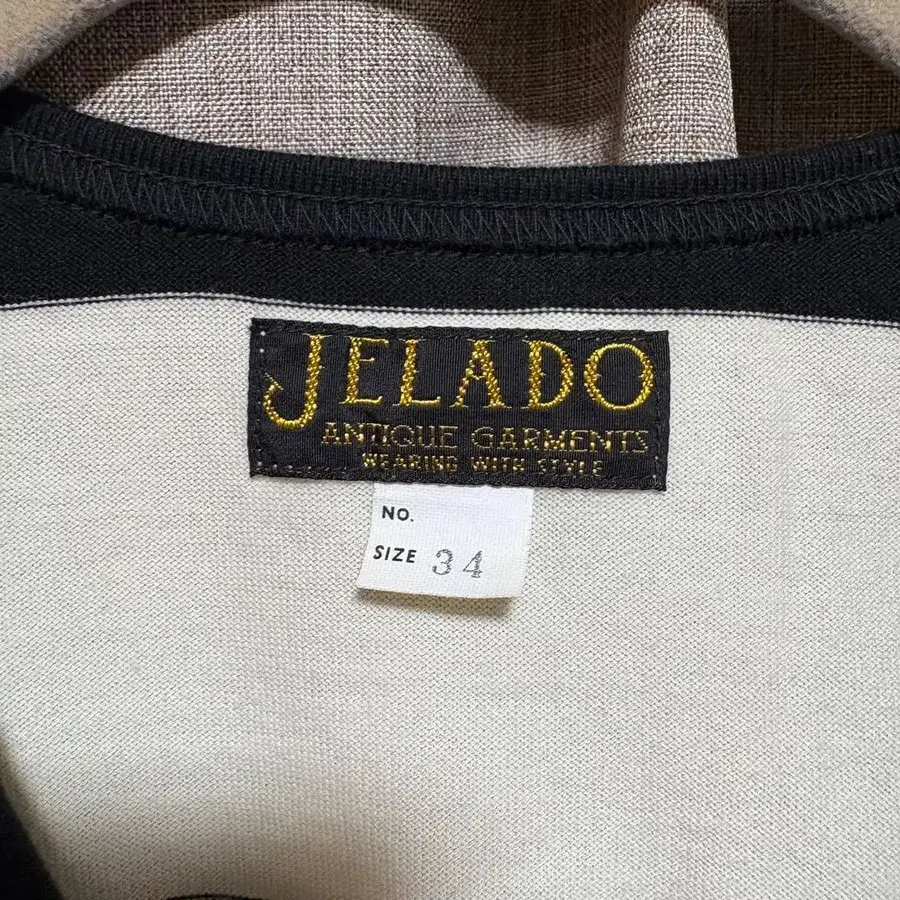 JELADO
ANTIQUE GARMENTS
WEARING WITH STYLE
NO.
SIZE 34